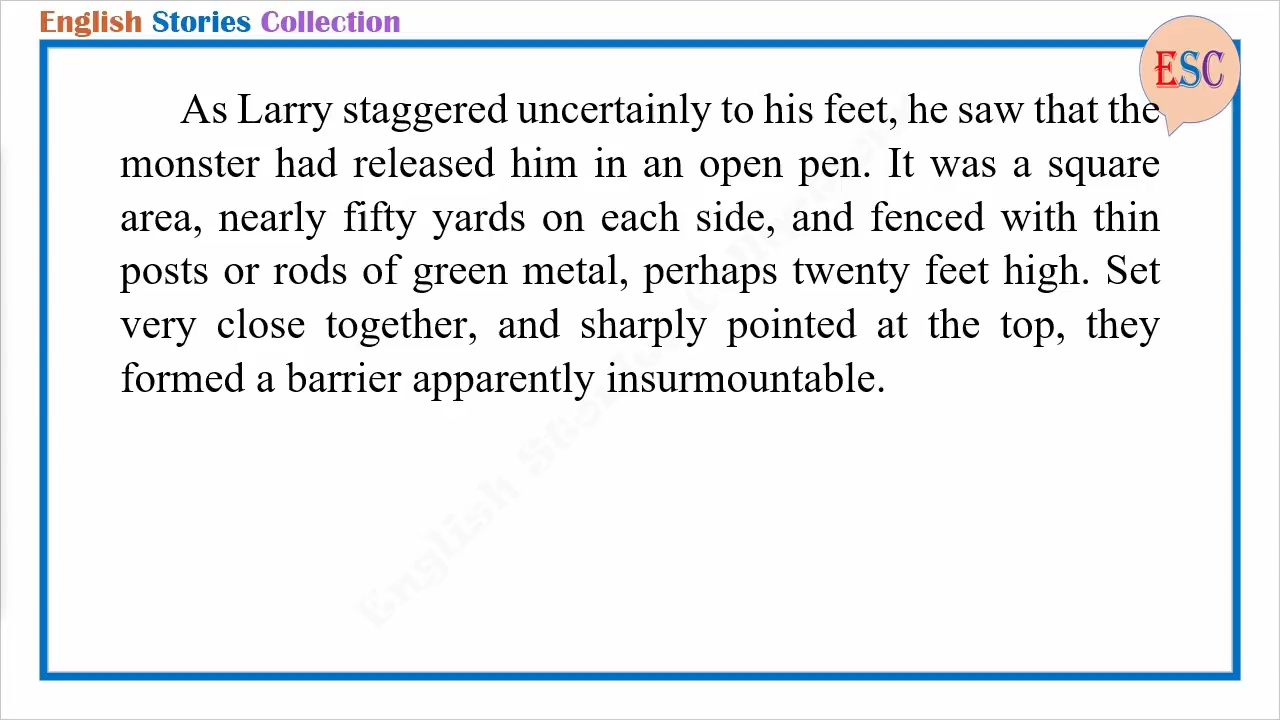 English Stories Collection
ESC
As Larry staggered uncertainly to his feet, he saw that the
monster had released him in an open pen. It was a square
area, nearly fifty yards on each side, and fenced with thin
posts or rods of green metal, perhaps twenty feet high. Set
very close together, and sharply pointed at the top, they
formed a barrier apparently insurmountable.
English Stories Collection